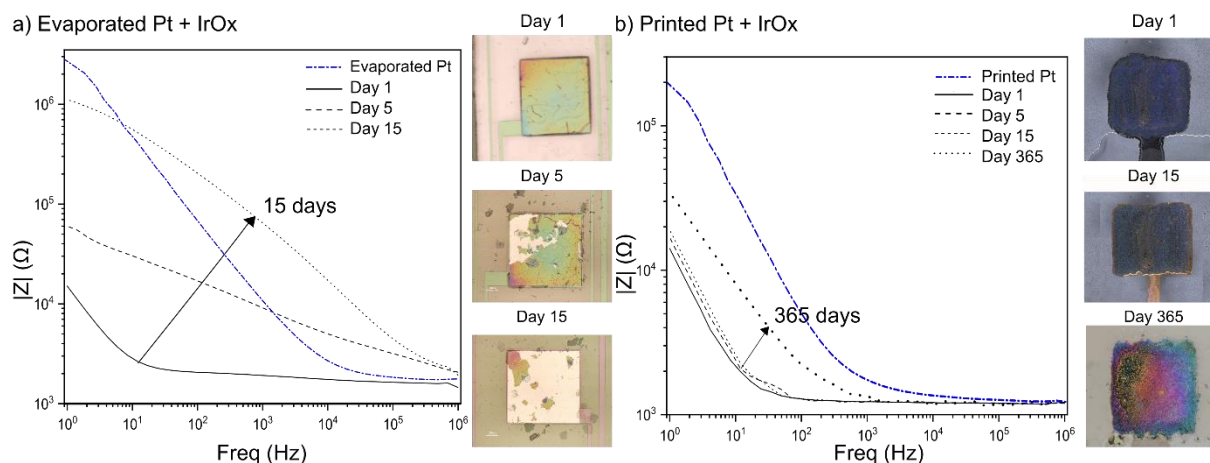 a) Evaporated Pt + IrOx
Evaporated Pt
Day 1
Day 5
Day 15
15 days
10⁶
10⁵
10⁴
10³
|Z| (Ω)
10⁰ 10¹ 10² 10³ 10⁴ 10⁵ 10⁶
Freq (Hz)
Day 1
Day 5
Day 15
b) Printed Pt + IrOx
Printed Pt
Day 1
Day 5
Day 15
Day 365
365 days
10⁵
10⁴
10³
|Z| (Ω)
10⁰ 10¹ 10² 10³ 10⁴ 10⁵ 10⁶
Freq (Hz)
Day 1
Day 15
Day 365